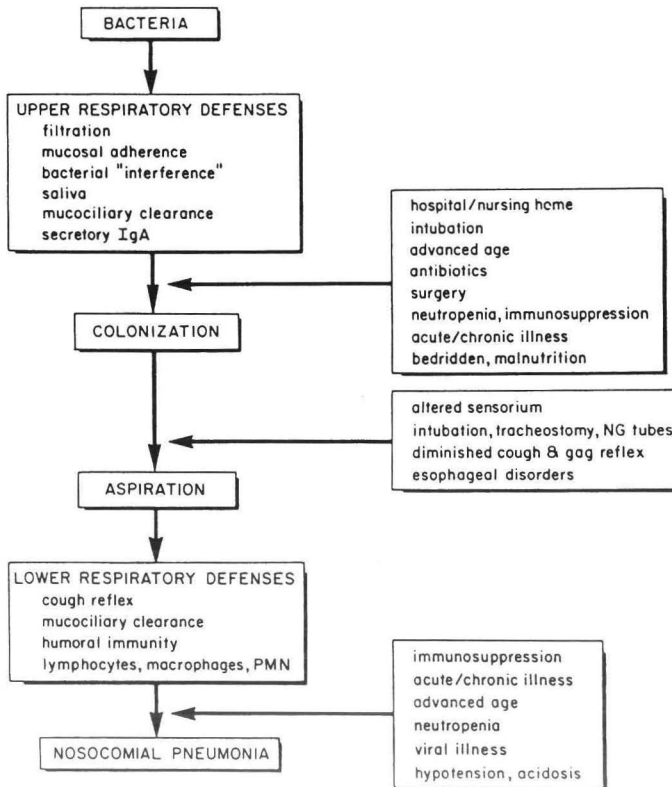 BACTERIA
UPPER RESPIRATORY DEFENSES
filtration
mucosal adherence
bacterial "interference"
saliva
mucociliary clearance
secretory IgA
hospital/nursing home
intubation
advanced age
antibiotics
surgery
neutropenia, immunosuppression
acute/chronic illness
bedridden, malnutrition
COLONIZATION
altered sensorium
intubation, tracheostomy, NG tubes
diminished cough & gag reflex
esophageal disorders
ASPIRATION
LOWER RESPIRATORY DEFENSES
cough reflex
mucociliary clearance
humoral immunity
lymphocytes, macrophages, PMN
immunosuppression
acute/chronic illness
advanced age
neutropenia
viral illness
hypotension, acidosis
NOSOCOMIAL PNEUMONIA